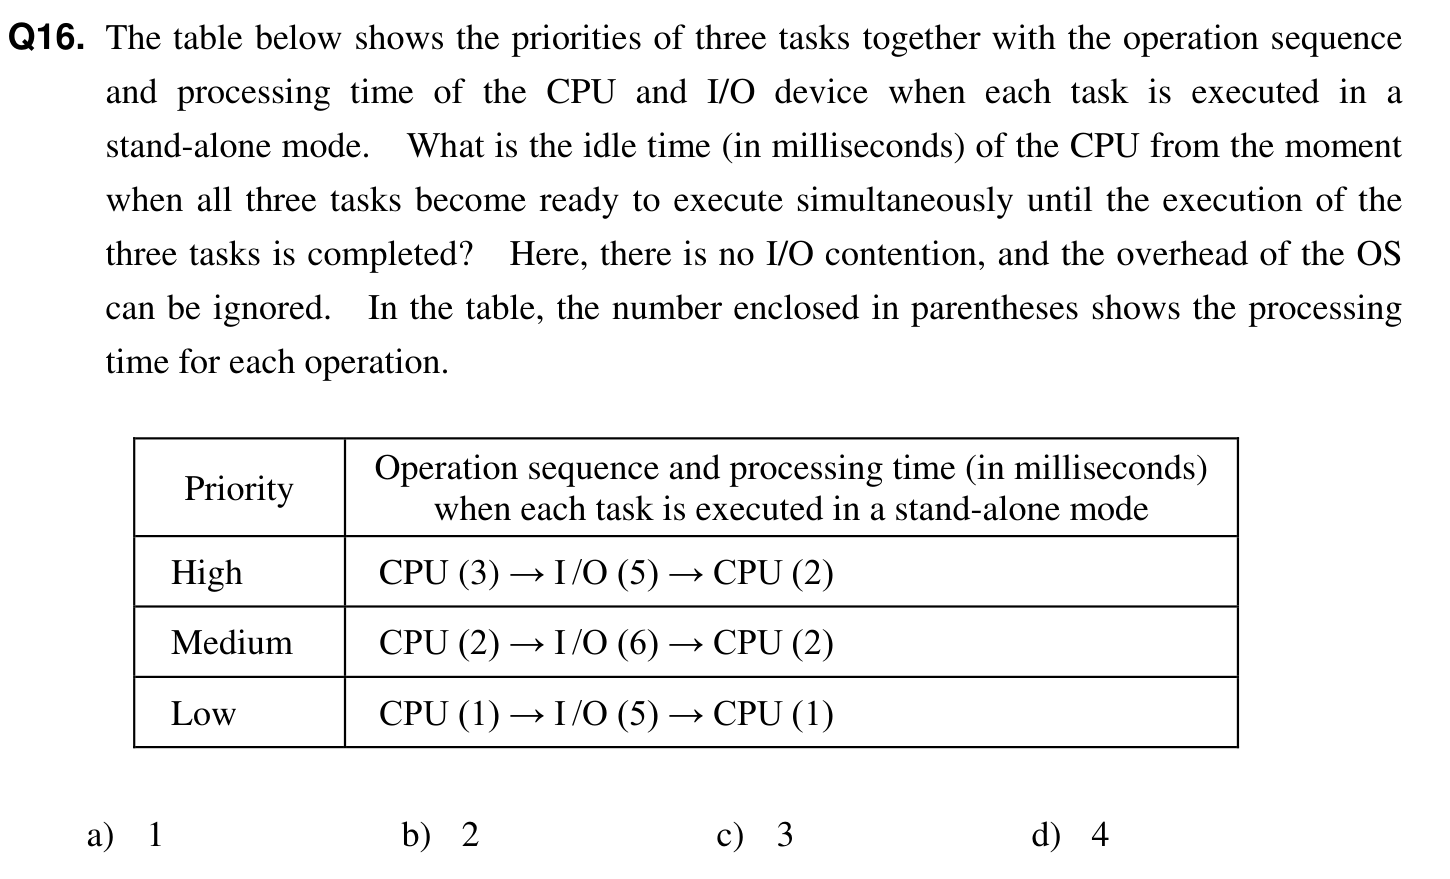 Q16. The table below shows the priorities of three tasks together with the operation sequence
and processing time of the CPU and I/O device when each task is executed in a
stand-alone mode. What is the idle time (in milliseconds) of the CPU from the moment
when all three tasks become ready to execute simultaneously until the execution of the
three tasks is completed? Here, there is no I/O contention, and the overhead of the OS
can be ignored. In the table, the number enclosed in parentheses shows the processing
time for each operation.
Priority
Operation sequence and processing time (in milliseconds)
when each task is executed in a stand-alone mode
High CPU (3) → I/O (5) → CPU (2)
Medium CPU (2) → I/O (6) → CPU (2)
Low CPU (1) → I/O (5) → CPU (1)
a) 1 b) 2 c) 3 d) 4